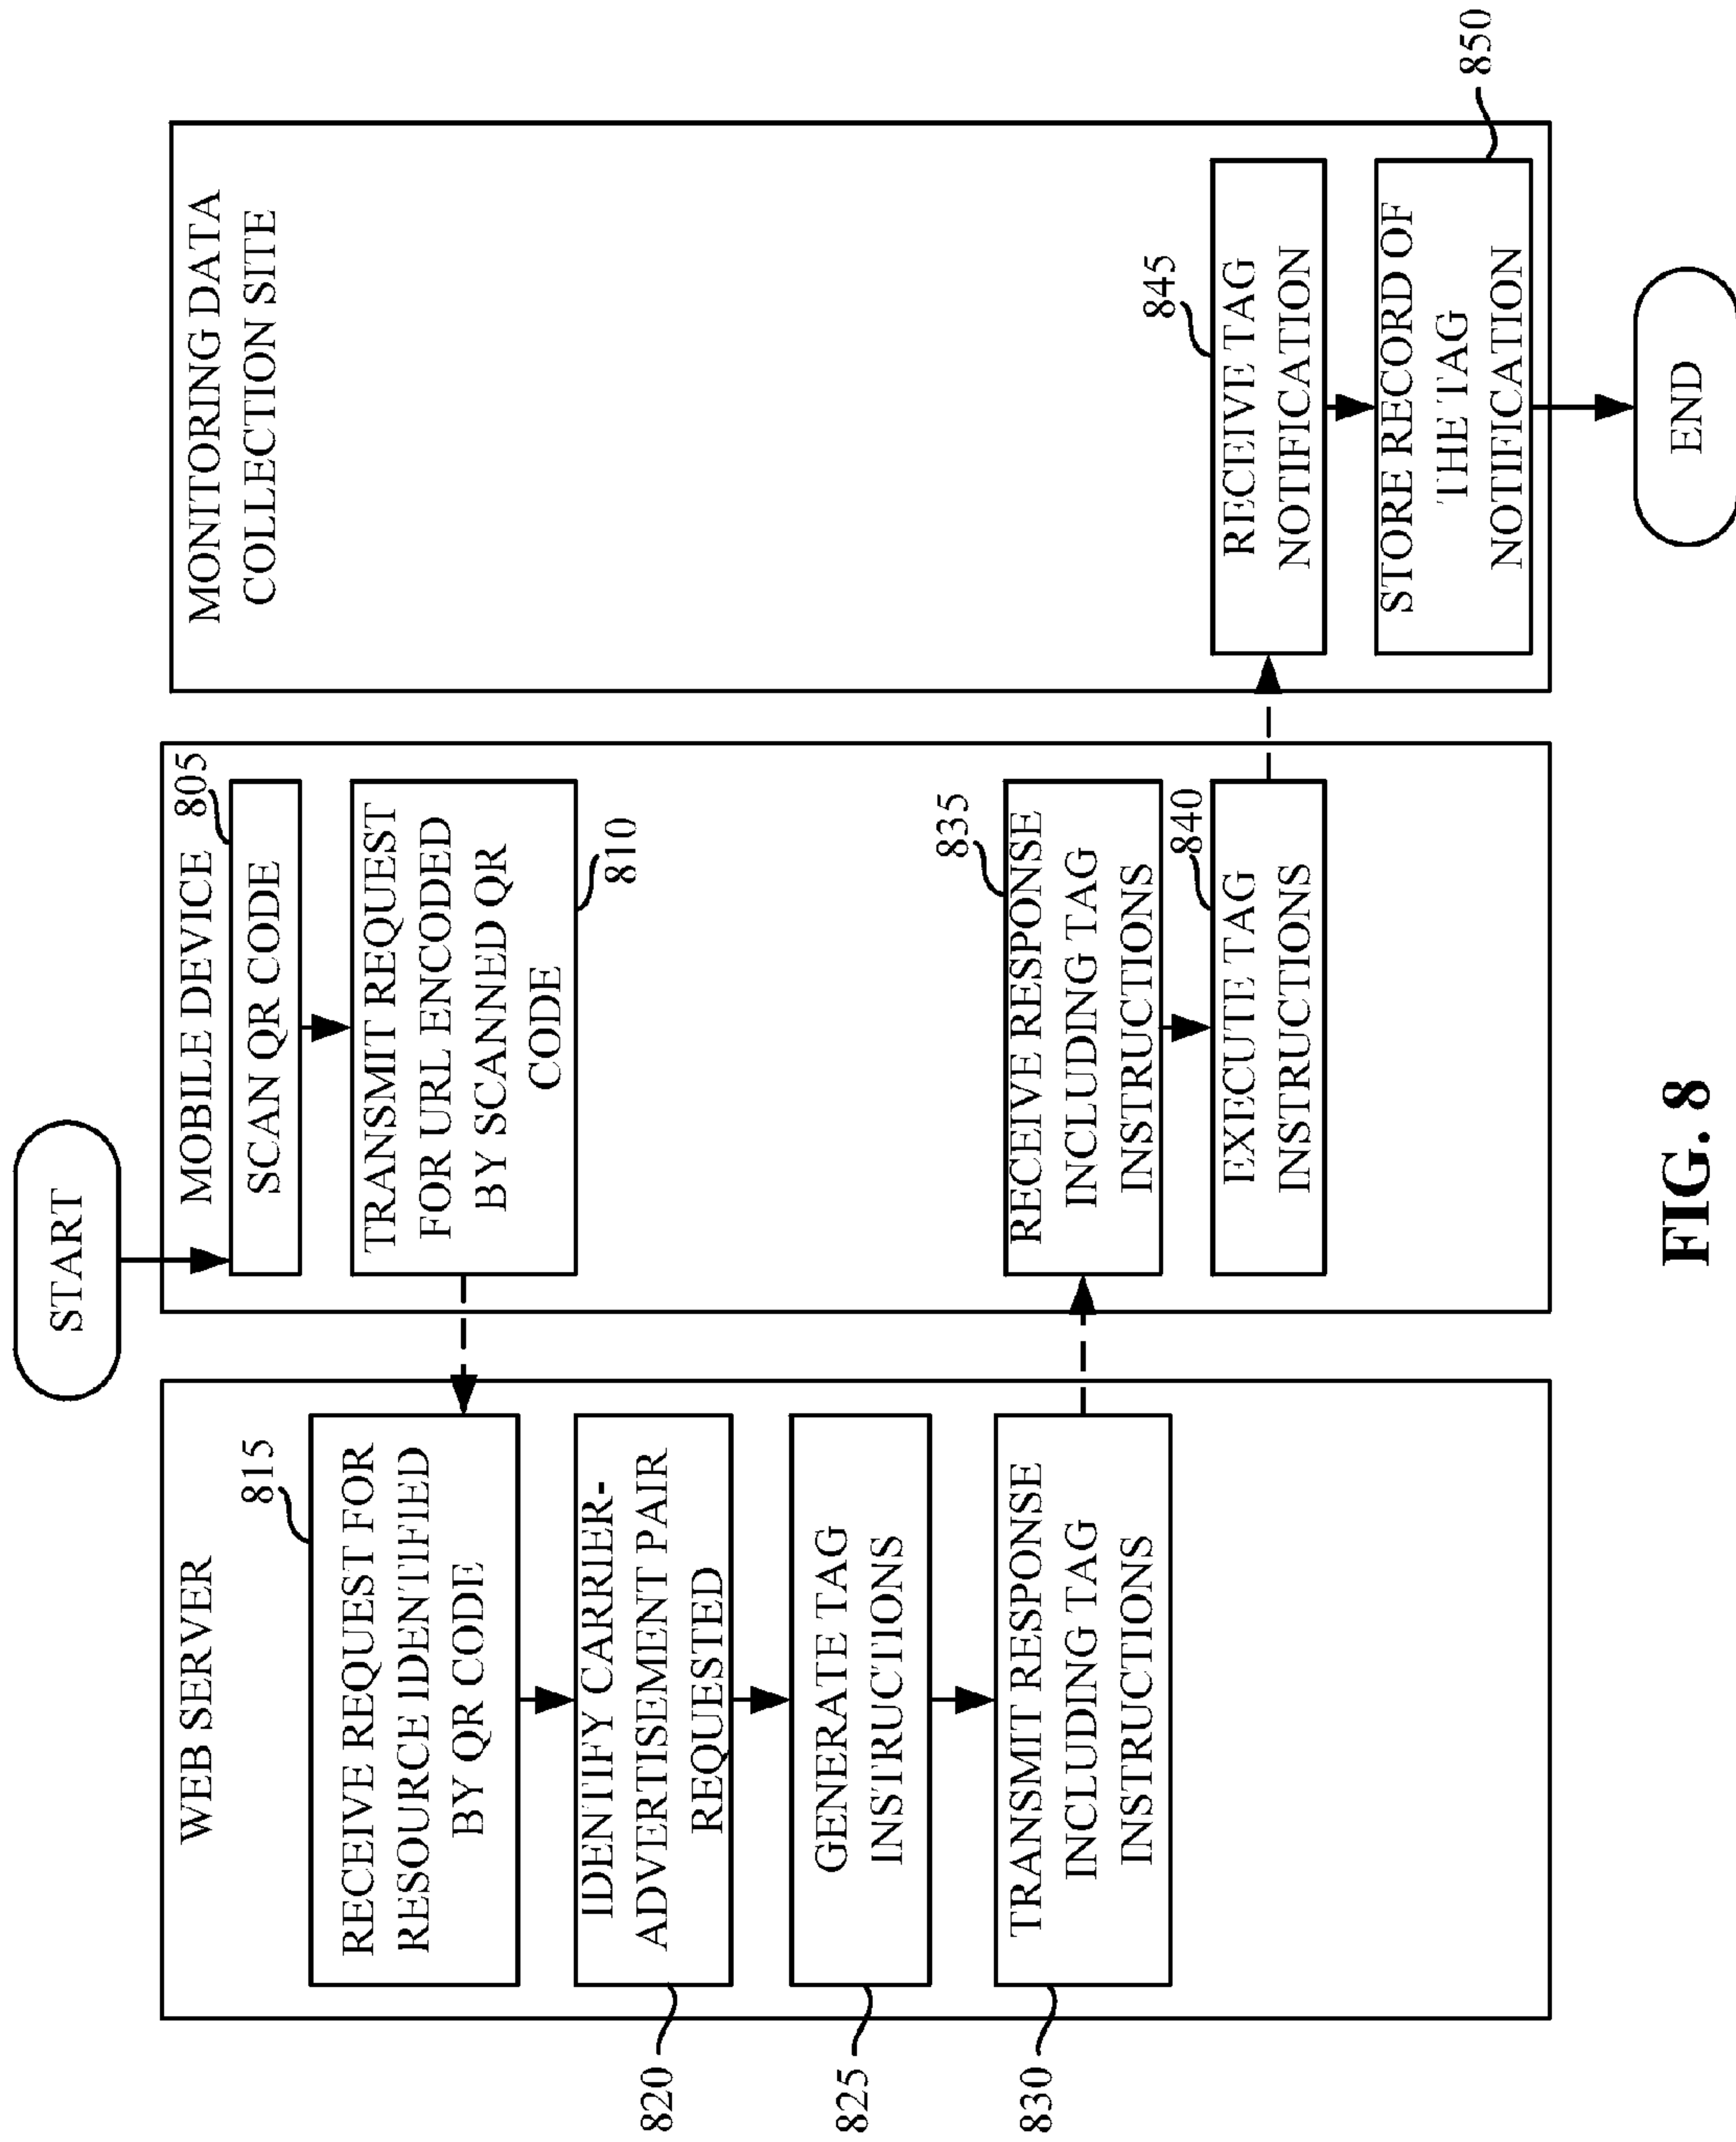 START
WEB SERVER
815
RECEIVE REQUEST FOR
RESOURCE IDENTIFIED
BY QR CODE
820
IDENTIFY CARRIER-
ADVERTISEMENT PAIR
REQUESTED
825
GENERATE TAG
INSTRUCTIONS
830
TRANSMIT RESPONSE
INCLUDING TAG
INSTRUCTIONS
MOBILE DEVICE
805
SCAN QR CODE
TRANSMIT REQUEST
FOR URL ENCODED
BY SCANNED QR
CODE
810
835
RECEIVE RESPONSE
INCLUDING TAG
INSTRUCTIONS
840
EXECUTE TAG
INSTRUCTIONS
MONITORING DATA
COLLECTION SITE
845
RECEIVE TAG
NOTIFICATION
STORE RECORD OF
THE TAG
NOTIFICATION
850
END
FIG. 8